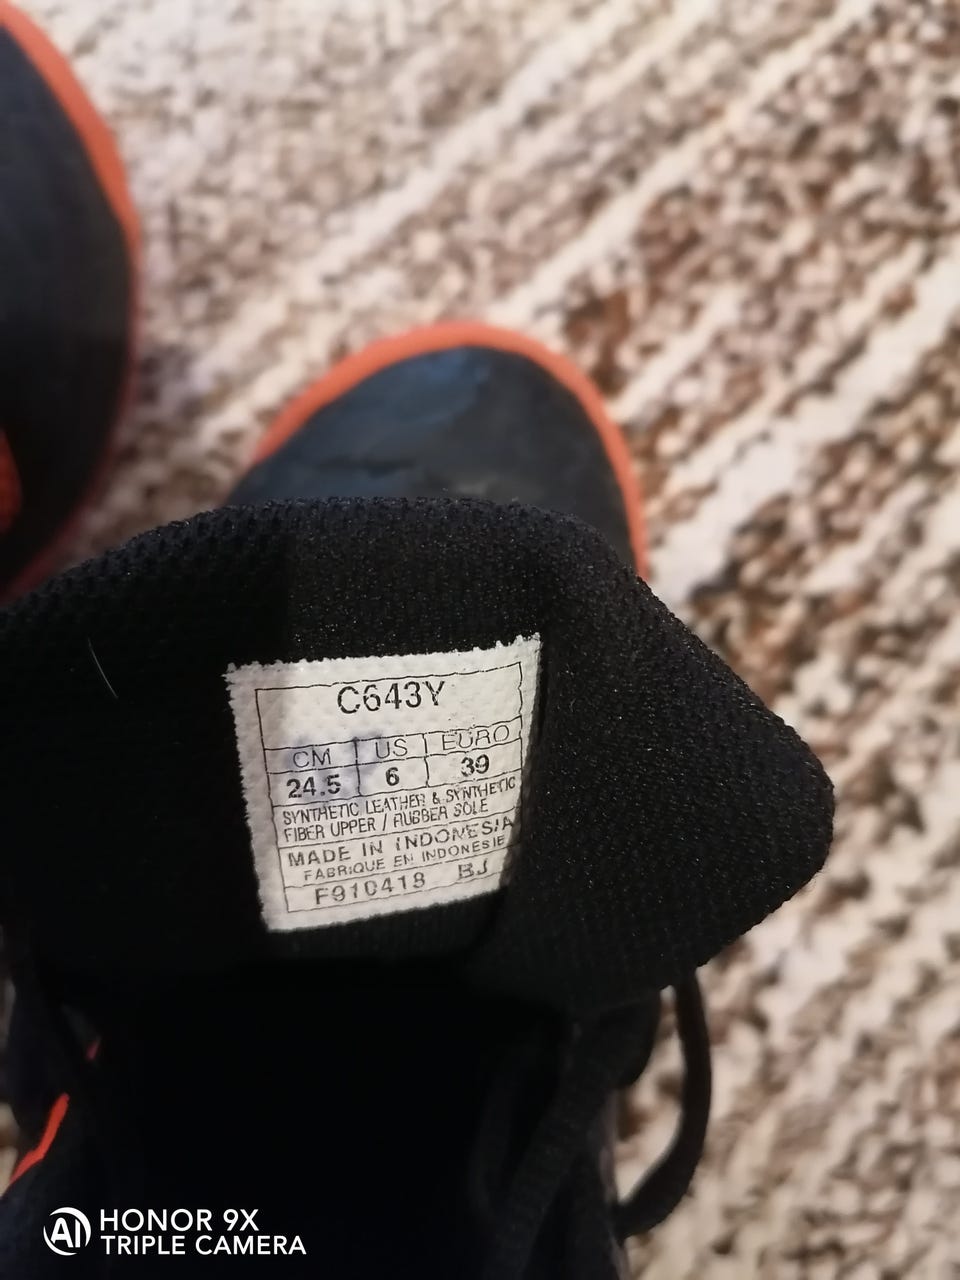 C643Y
CM US EURO
24.5 6 39
SYNTHETIC LEATHER & SYNTHETIC
FIBER UPPER / RUBBER SOLE
MADE IN INDONESIA
FABRIQUE EN INDONESIE
F910418 BJ
AI HONOR 9X
TRIPLE CAMERA